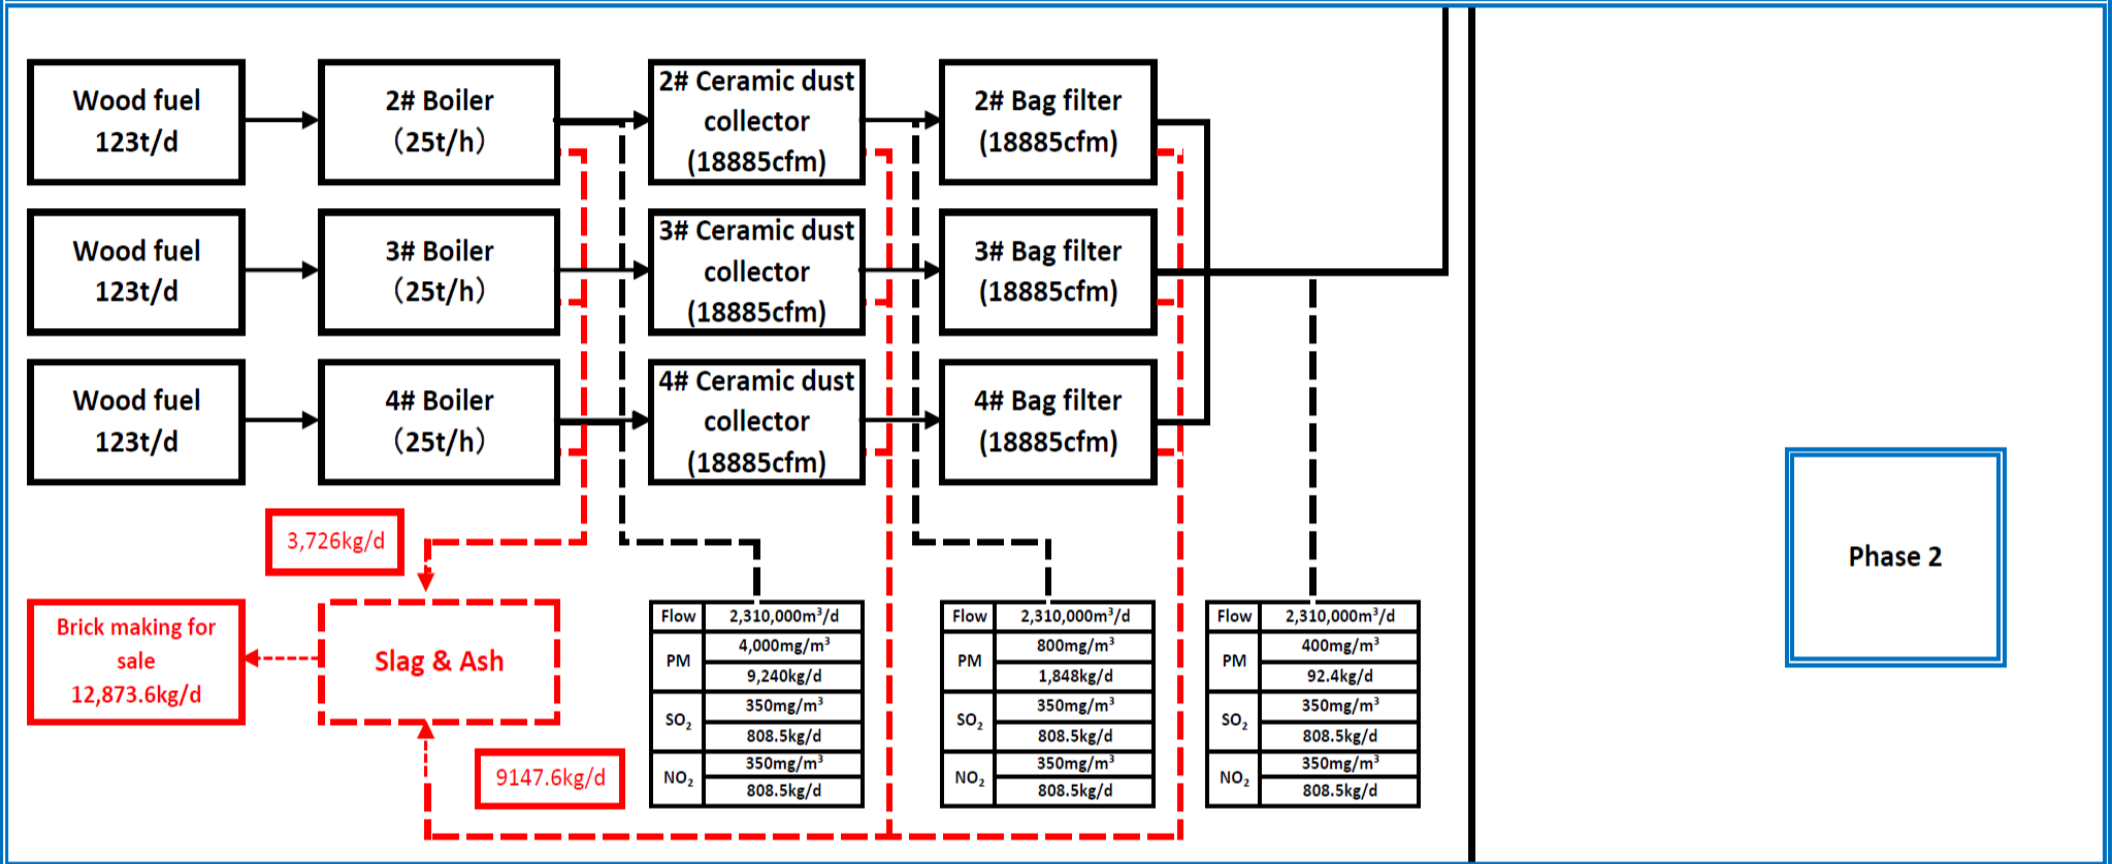 Wood fuel
123t/d
2# Boiler
（25t/h）
2# Ceramic dust
collector
(18885cfm)
2# Bag filter
(18885cfm)
Wood fuel
123t/d
3# Boiler
（25t/h）
3# Ceramic dust
collector
(18885cfm)
3# Bag filter
(18885cfm)
Wood fuel
123t/d
4# Boiler
（25t/h）
4# Ceramic dust
collector
(18885cfm)
4# Bag filter
(18885cfm)
3,726kg/d
Brick making for
sale
12,873.6kg/d
Slag & Ash
9147.6kg/d
Flow 2,310,000m³/d
PM 4,000mg/m³
9,240kg/d
SO₂ 350mg/m³
808.5kg/d
NO₂ 350mg/m³
808.5kg/d
Flow 2,310,000m³/d
PM 800mg/m³
1,848kg/d
SO₂ 350mg/m³
808.5kg/d
NO₂ 350mg/m³
808.5kg/d
Flow 2,310,000m³/d
PM 400mg/m³
92.4kg/d
SO₂ 350mg/m³
808.5kg/d
NO₂ 350mg/m³
808.5kg/d
Phase 2